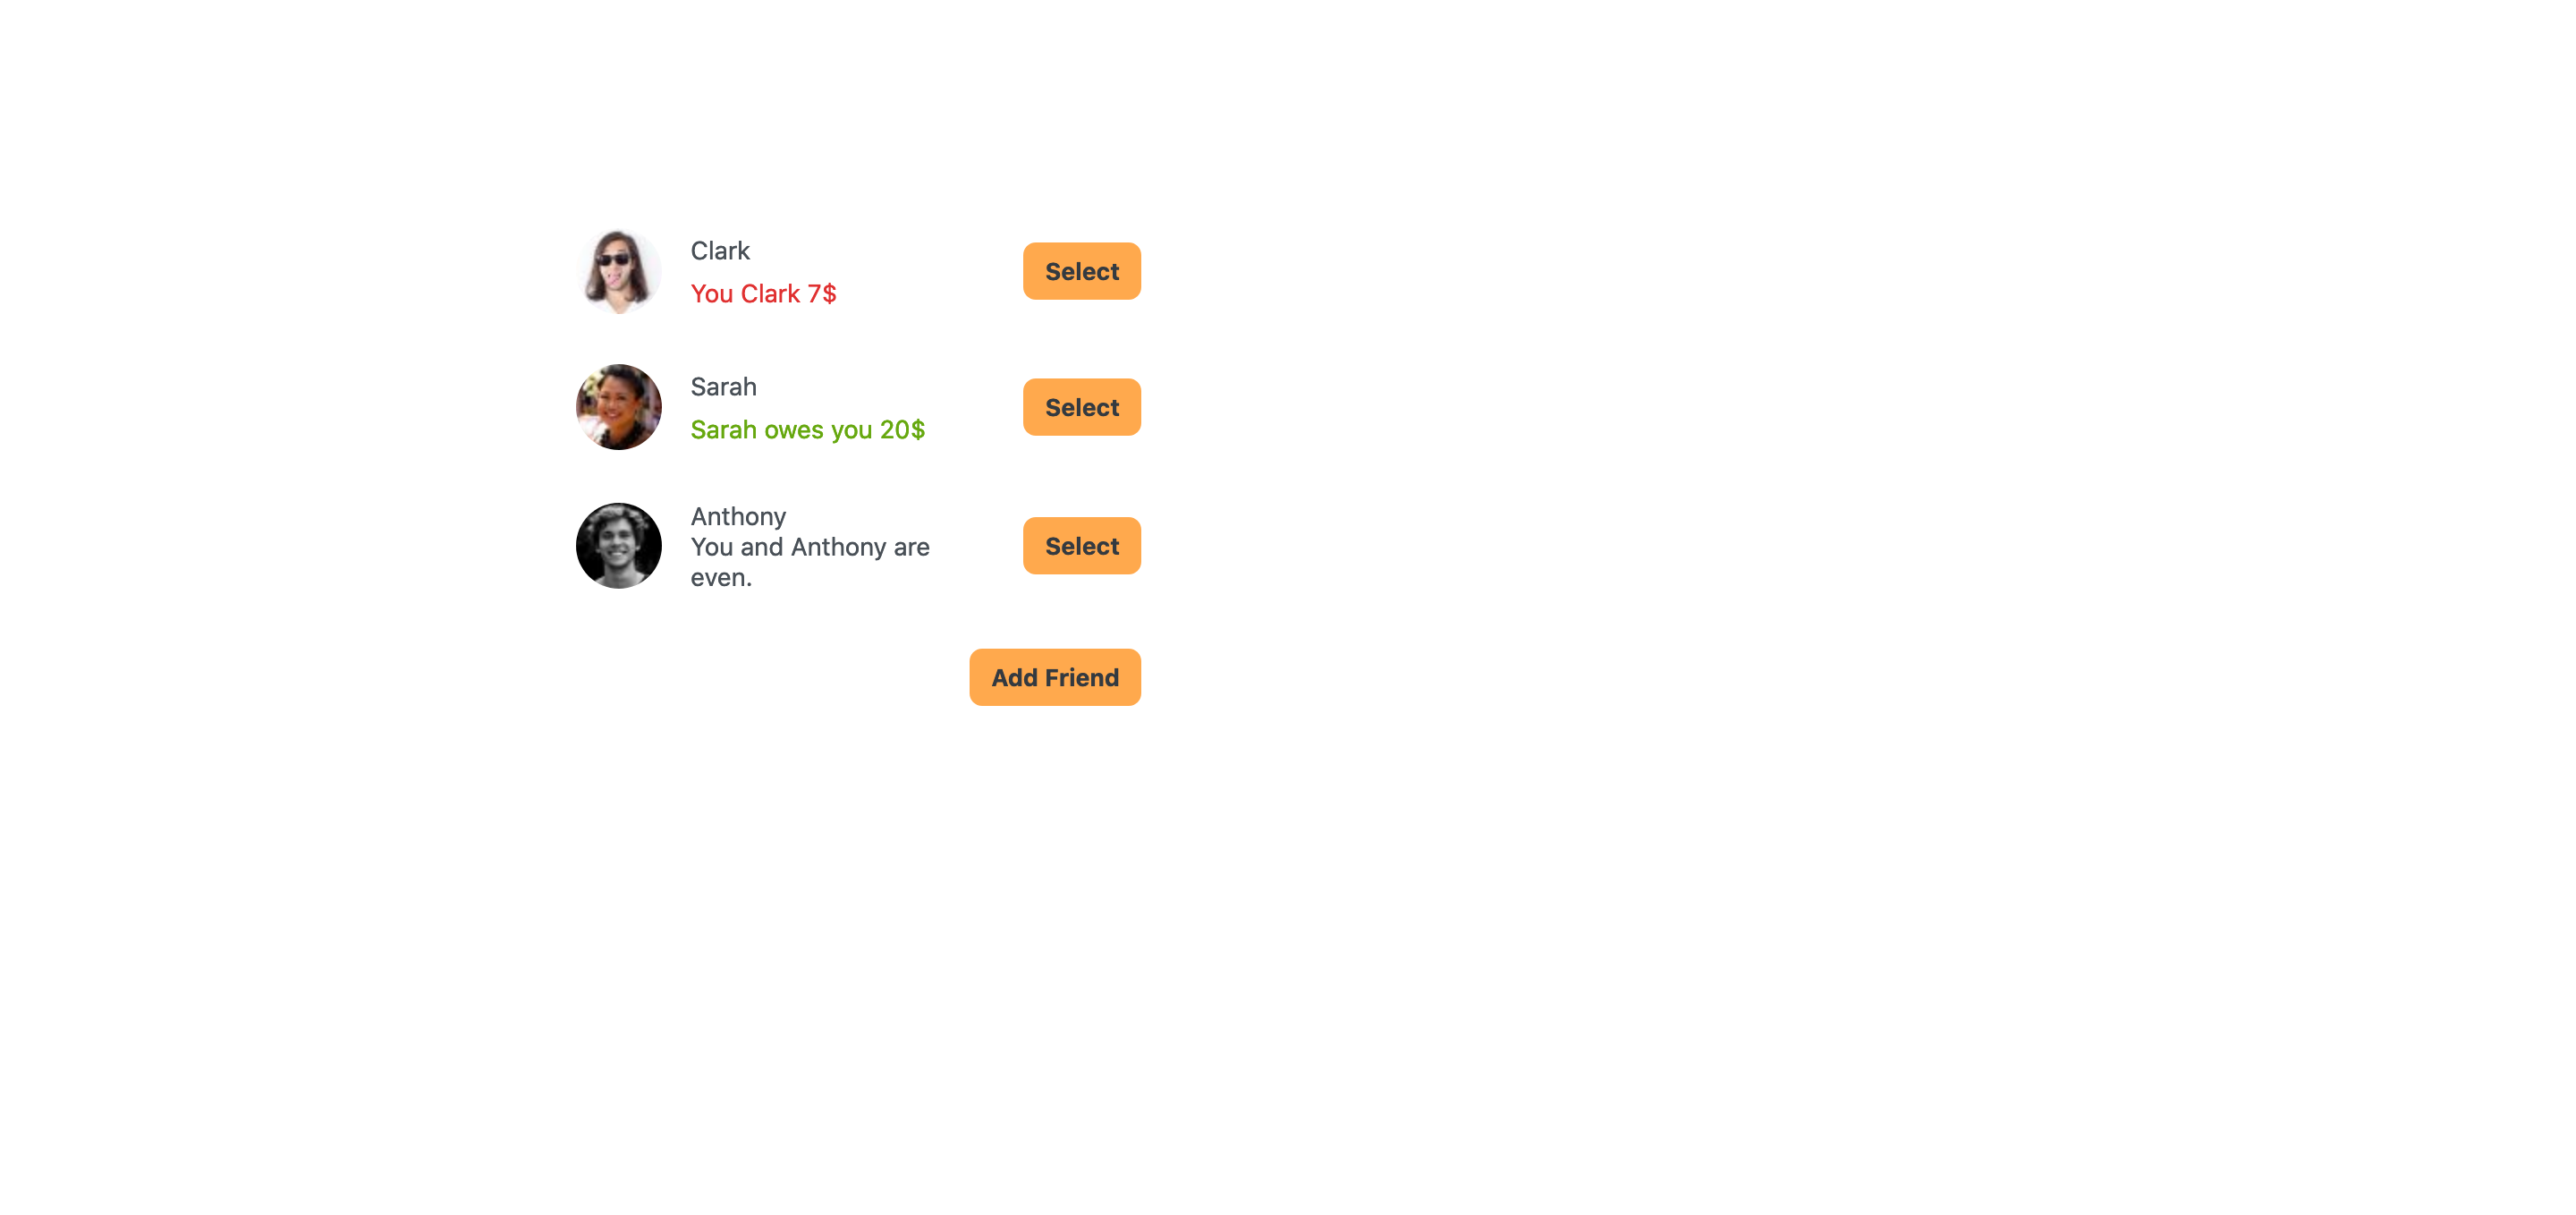 Clark
You Clark 7$
Select
Sarah
Sarah owes you 20$
Select
Anthony
You and Anthony are
even.
Select
Add Friend